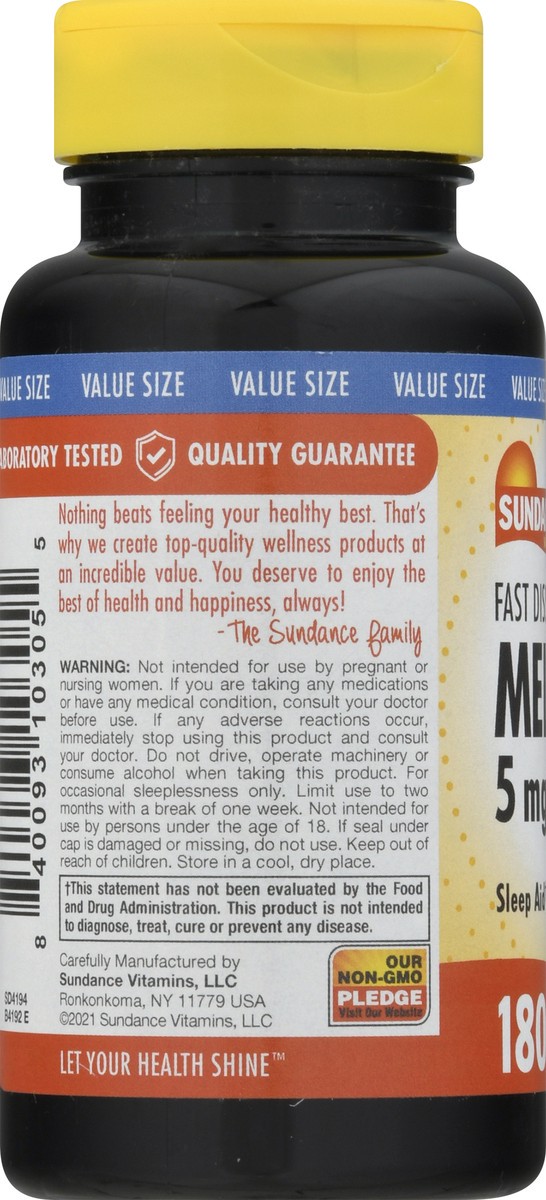 VALUE SIZE VALUE SIZE VALUE SIZE VALUE SIZE VALUE
LABORATORY TESTED QUALITY GUARANTEE
Nothing beats feeling your healthy best. That's
why we create top-quality wellness products at
an incredible value. You deserve to enjoy the
best of health and happiness, always!
-The Sundance family
WARNING: Not intended for use by pregnant or
nursing women. If you are taking any medications
or have any medical condition, consult your doctor
before use. If any adverse reactions occur,
immediately stop using this product and consult
your doctor. Do not drive, operate machinery or
consume alcohol when taking this product. For
occasional sleeplessness only. Limit use to two
months with a break of one week. Not intended for
use by persons under the age of 18. If seal under
cap is damaged or missing, do not use. Keep out of
reach of children. Store in a cool, dry place.
†This statement has not been evaluated by the Food
and Drug Administration. This product is not intended
to diagnose, treat, cure or prevent any disease.
Carefully Manufactured by
Sundance Vitamins, LLC
Ronkonkoma, NY 11779 USA
©2021 Sundance Vitamins, LLC
OUR
NON-GMO
PLEDGE
Visit Our Website
LET YOUR HEALTH SHINE™
8 40093 10305 5
SD4194
B4192 E
SUNDA
FAST DIS
MEL
5 mg
Sleep Aid
180